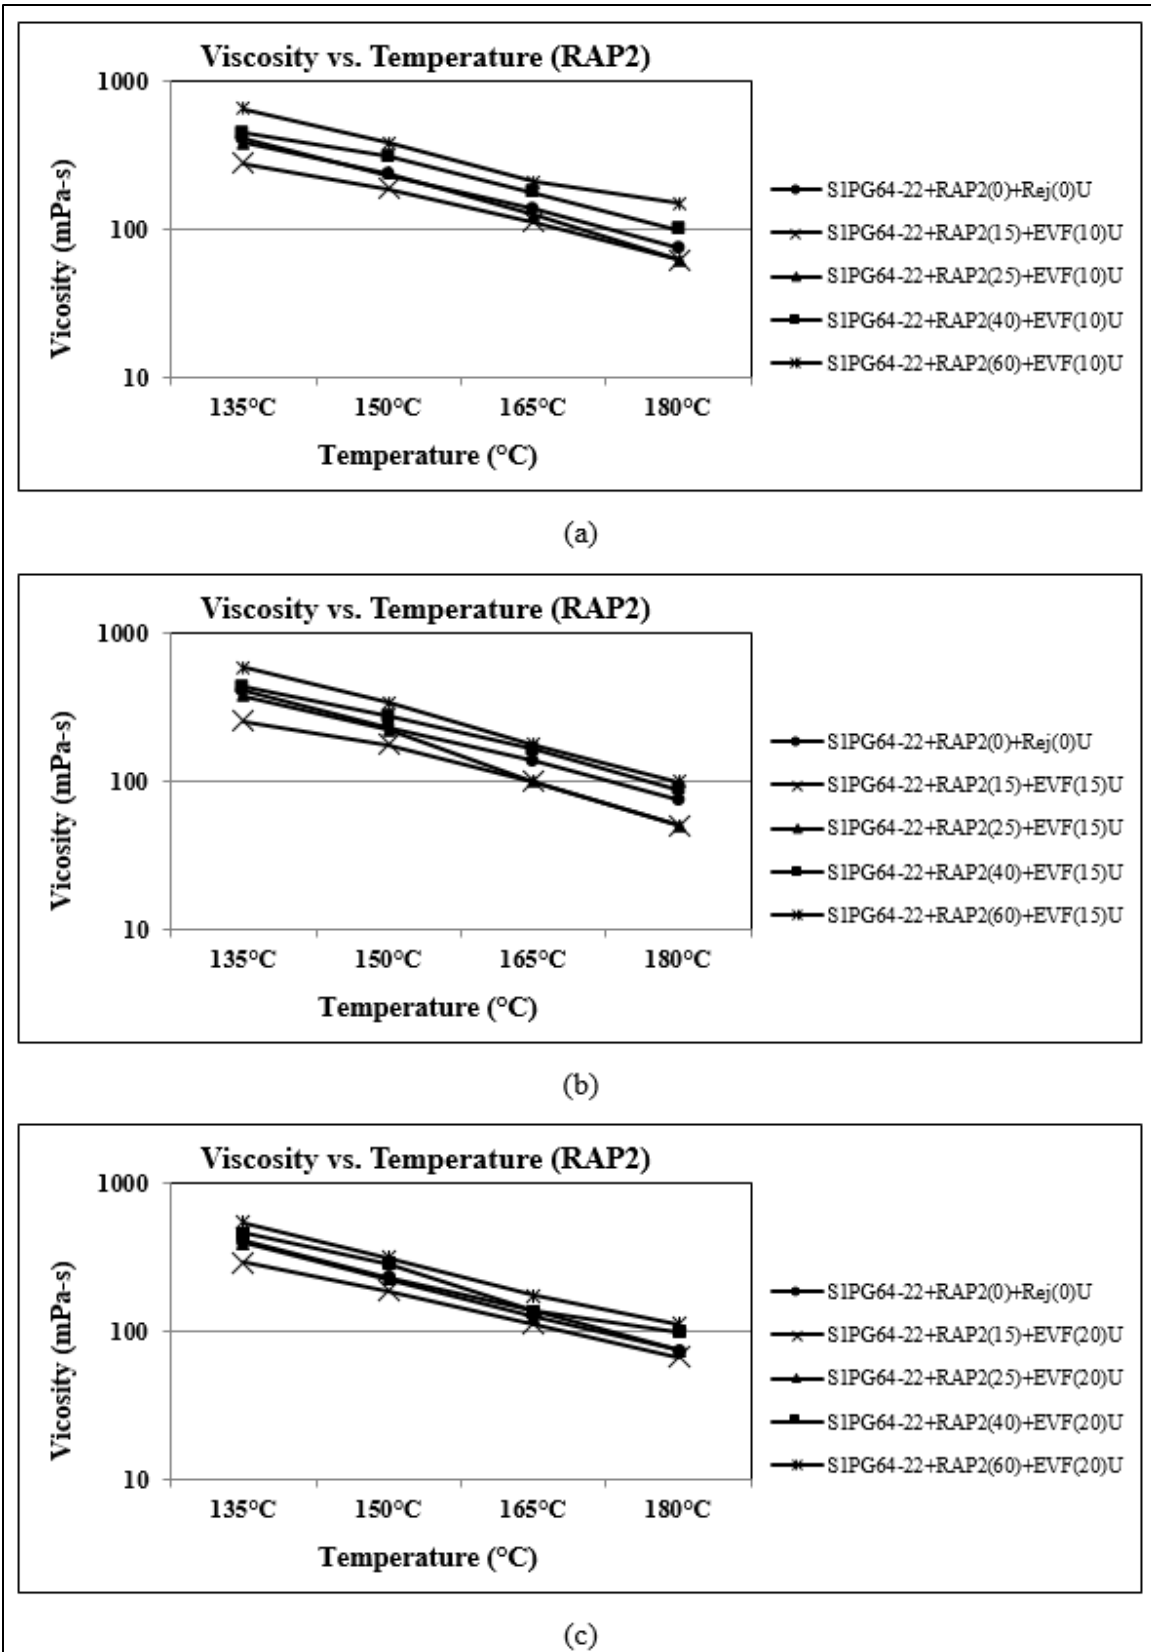 Viscosity vs. Temperature (RAP2)
1000
100
10
Vicosity (mPa-s)
135°C 150°C 165°C 180°C
Temperature (°C)
S1PG64-22+RAP2(0)+Rej(0)U
S1PG64-22+RAP2(15)+EVF(10)U
S1PG64-22+RAP2(25)+EVF(10)U
S1PG64-22+RAP2(40)+EVF(10)U
S1PG64-22+RAP2(60)+EVF(10)U
(a)
Viscosity vs. Temperature (RAP2)
1000
100
10
Vicosity (mPa-s)
135°C 150°C 165°C 180°C
Temperature (°C)
S1PG64-22+RAP2(0)+Rej(0)U
S1PG64-22+RAP2(15)+EVF(15)U
S1PG64-22+RAP2(25)+EVF(15)U
S1PG64-22+RAP2(40)+EVF(15)U
S1PG64-22+RAP2(60)+EVF(15)U
(b)
Viscosity vs. Temperature (RAP2)
1000
100
10
Vicosity (mPa-s)
135°C 150°C 165°C 180°C
Temperature (°C)
S1PG64-22+RAP2(0)+Rej(0)U
S1PG64-22+RAP2(15)+EVF(20)U
S1PG64-22+RAP2(25)+EVF(20)U
S1PG64-22+RAP2(40)+EVF(20)U
S1PG64-22+RAP2(60)+EVF(20)U
(c)